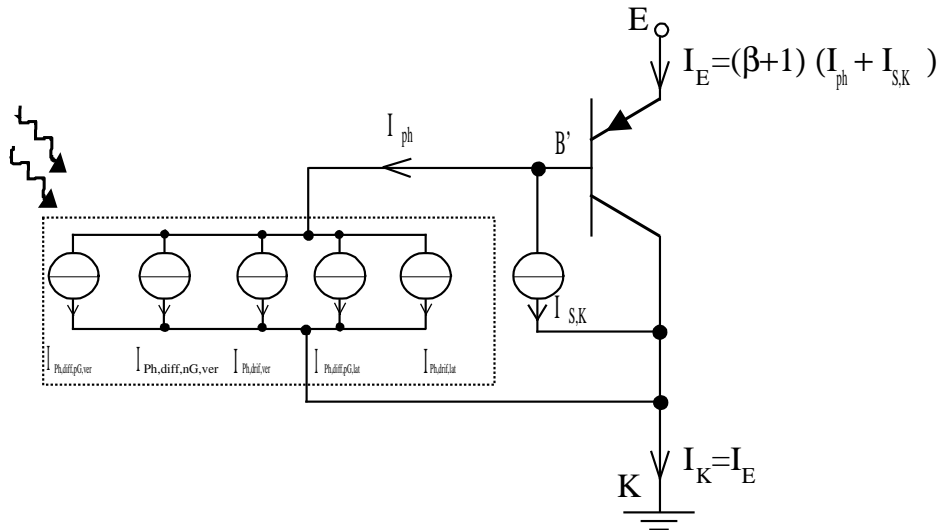 E
I_E=(β+1) (I_ph + I_S,K )
I_ph
B’
I_S,K
I_Ph,diff,pG,ver I_Ph,diff,nG,ver I_Ph,drif,ver I_Ph,diff,pG,lat I_Ph,drif,lat
I_K=I_E
K